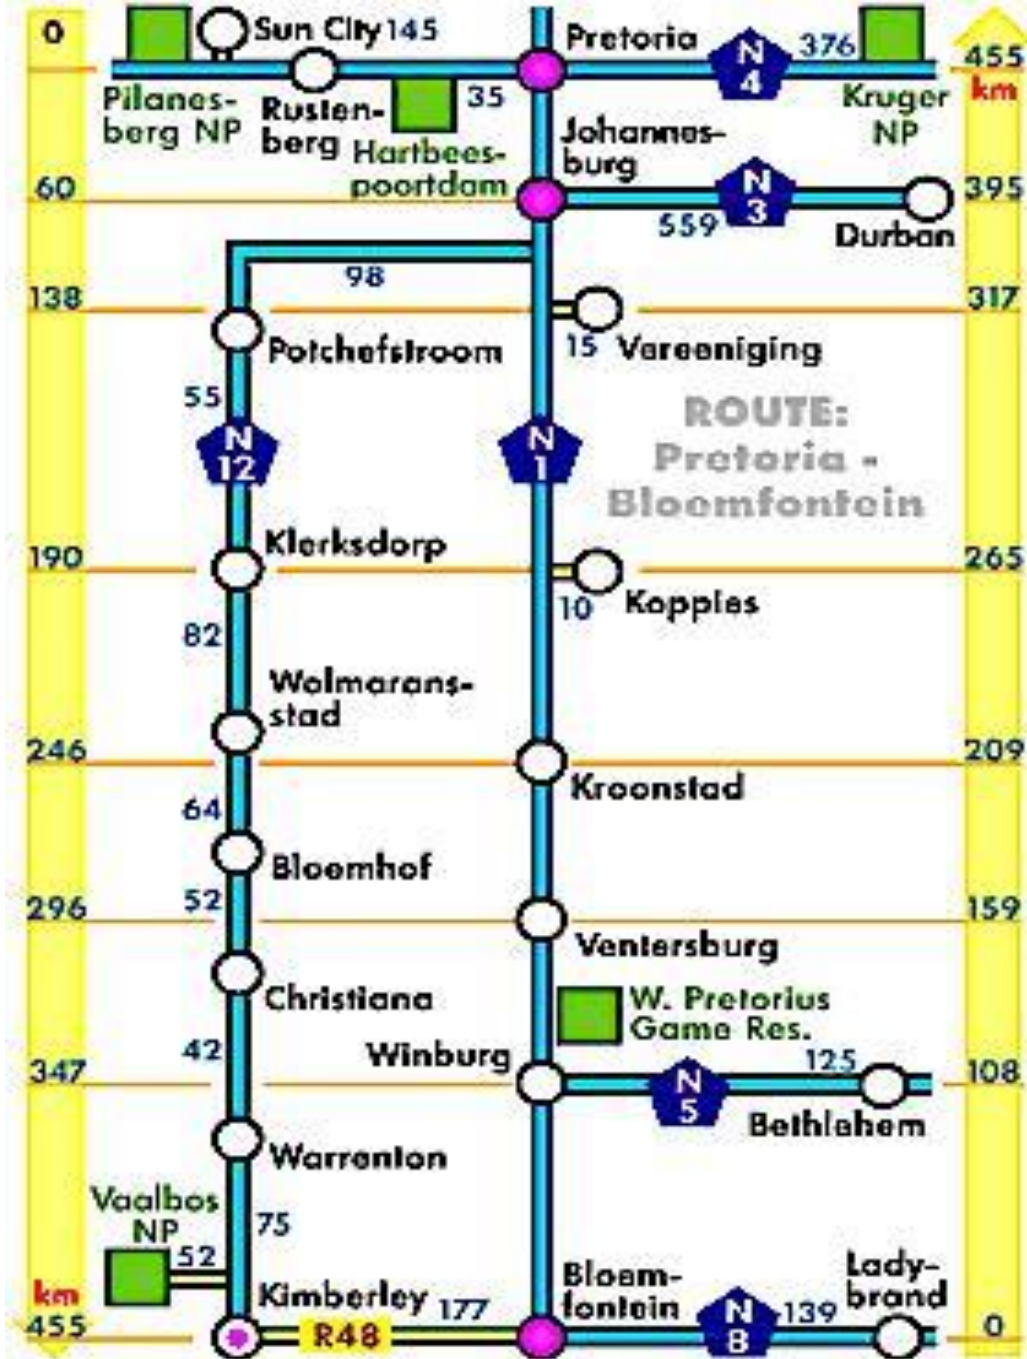 0
Sun City 145
Pretoria
N
4
376
455
km
Pilanes-
berg NP
Rusten-
berg
35
Hartbees-
poortdam
Kruger
NP
Johannes-
burg
60
N
3
395
559
Durban
98
138
317
Potchefstroom
15 Vereeniging
55
ROUTE:
Pretoria -
Bloemfontein
N
12
N
1
Klerksdorp
190
265
10 Koppies
82
Wolmarans-
stad
246
209
Kroonstad
64
Bloemhof
52
296
159
Ventersburg
Christiana
W. Pretorius
Game Res.
42
Winburg
347
N
5
125
108
Bethlehem
Warrenton
Vaalbos
NP
75
52
km
455
Kimberley 177
R48
Bloem-
fontein
N
8
139
Lady-
brand
0